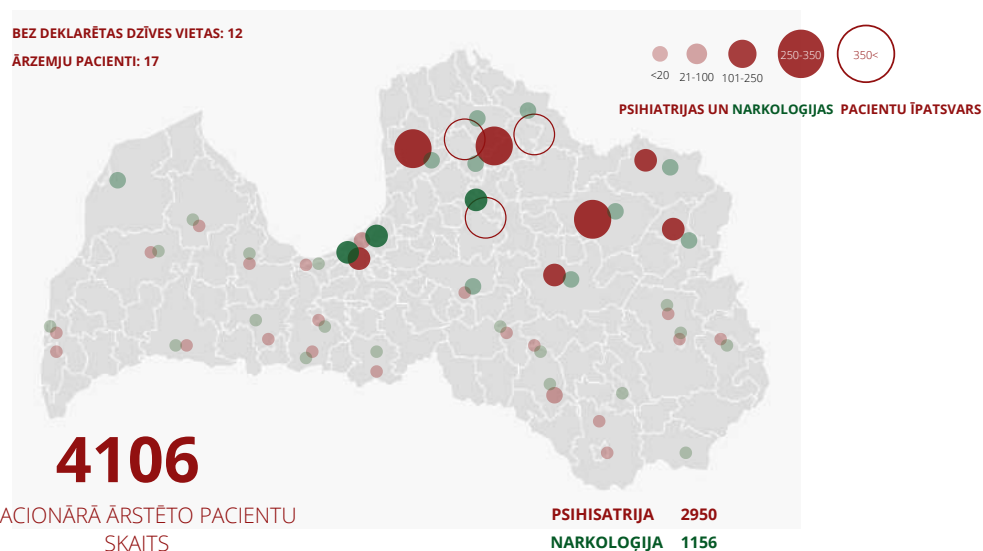 BEZ DEKLARĒTAS DZĪVES VIETAS: 12
ĀRZEMJU PACIENTI: 17
250-350
350<
<20
21-100
101-250
PSIHIATRIJAS UN NARKOLOĢIJAS PACIENTU ĪPATSVARS
4106
ACIONĀRĀ ĀRSTĒTO PACIENTU
SKAITS
PSIHISATRIJA 2950
NARKOLOĢIJA 1156